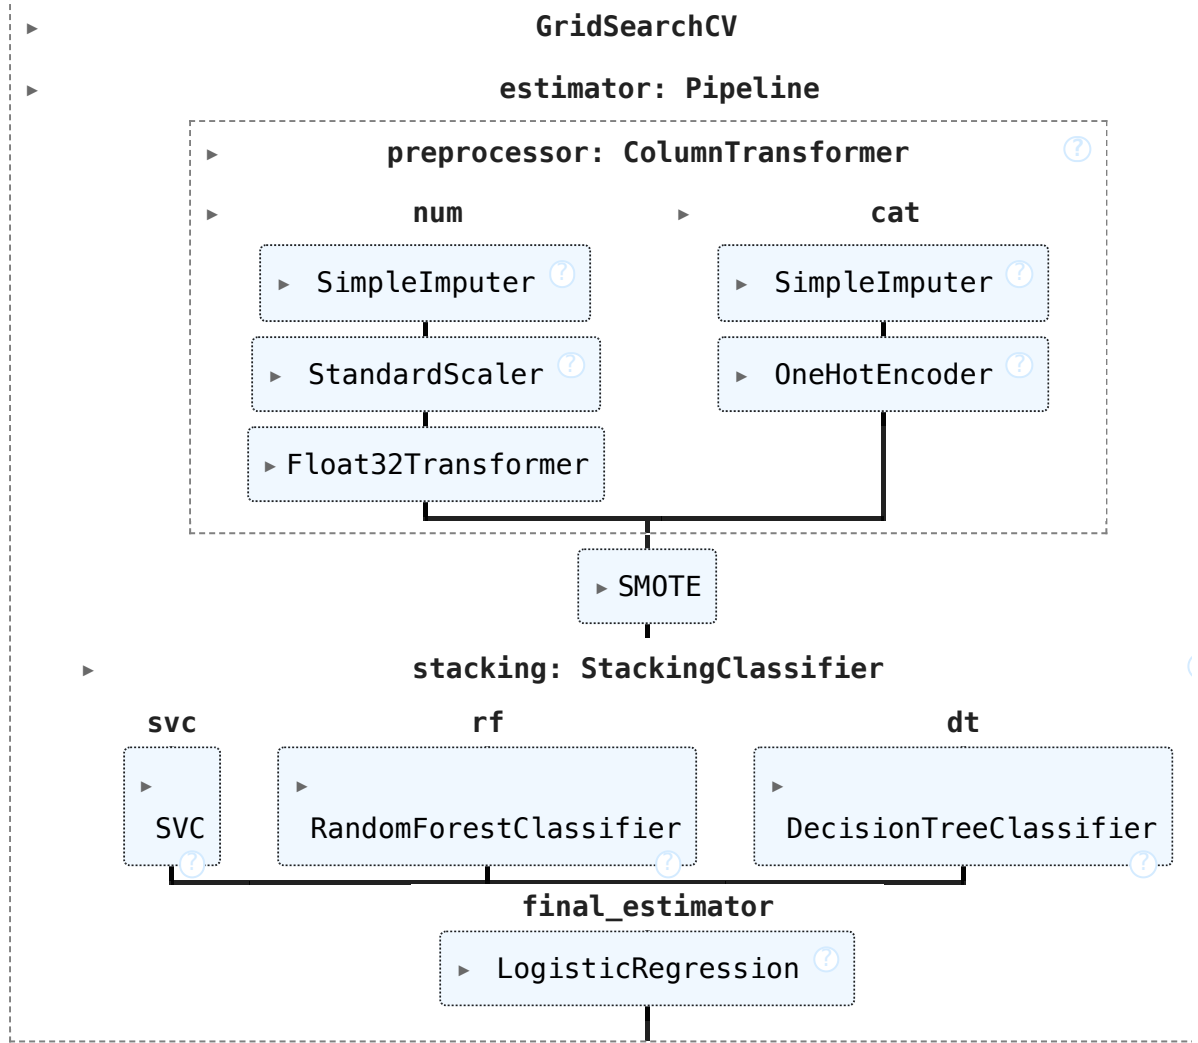 GridSearchCV
estimator: Pipeline
preprocessor: ColumnTransformer ?
num cat
SimpleImputer ? SimpleImputer ?
StandardScaler ? OneHotEncoder ?
Float32Transformer
SMOTE
stacking: StackingClassifier
svc rf dt
SVC RandomForestClassifier DecisionTreeClassifier
? ? ?
final_estimator
LogisticRegression ?